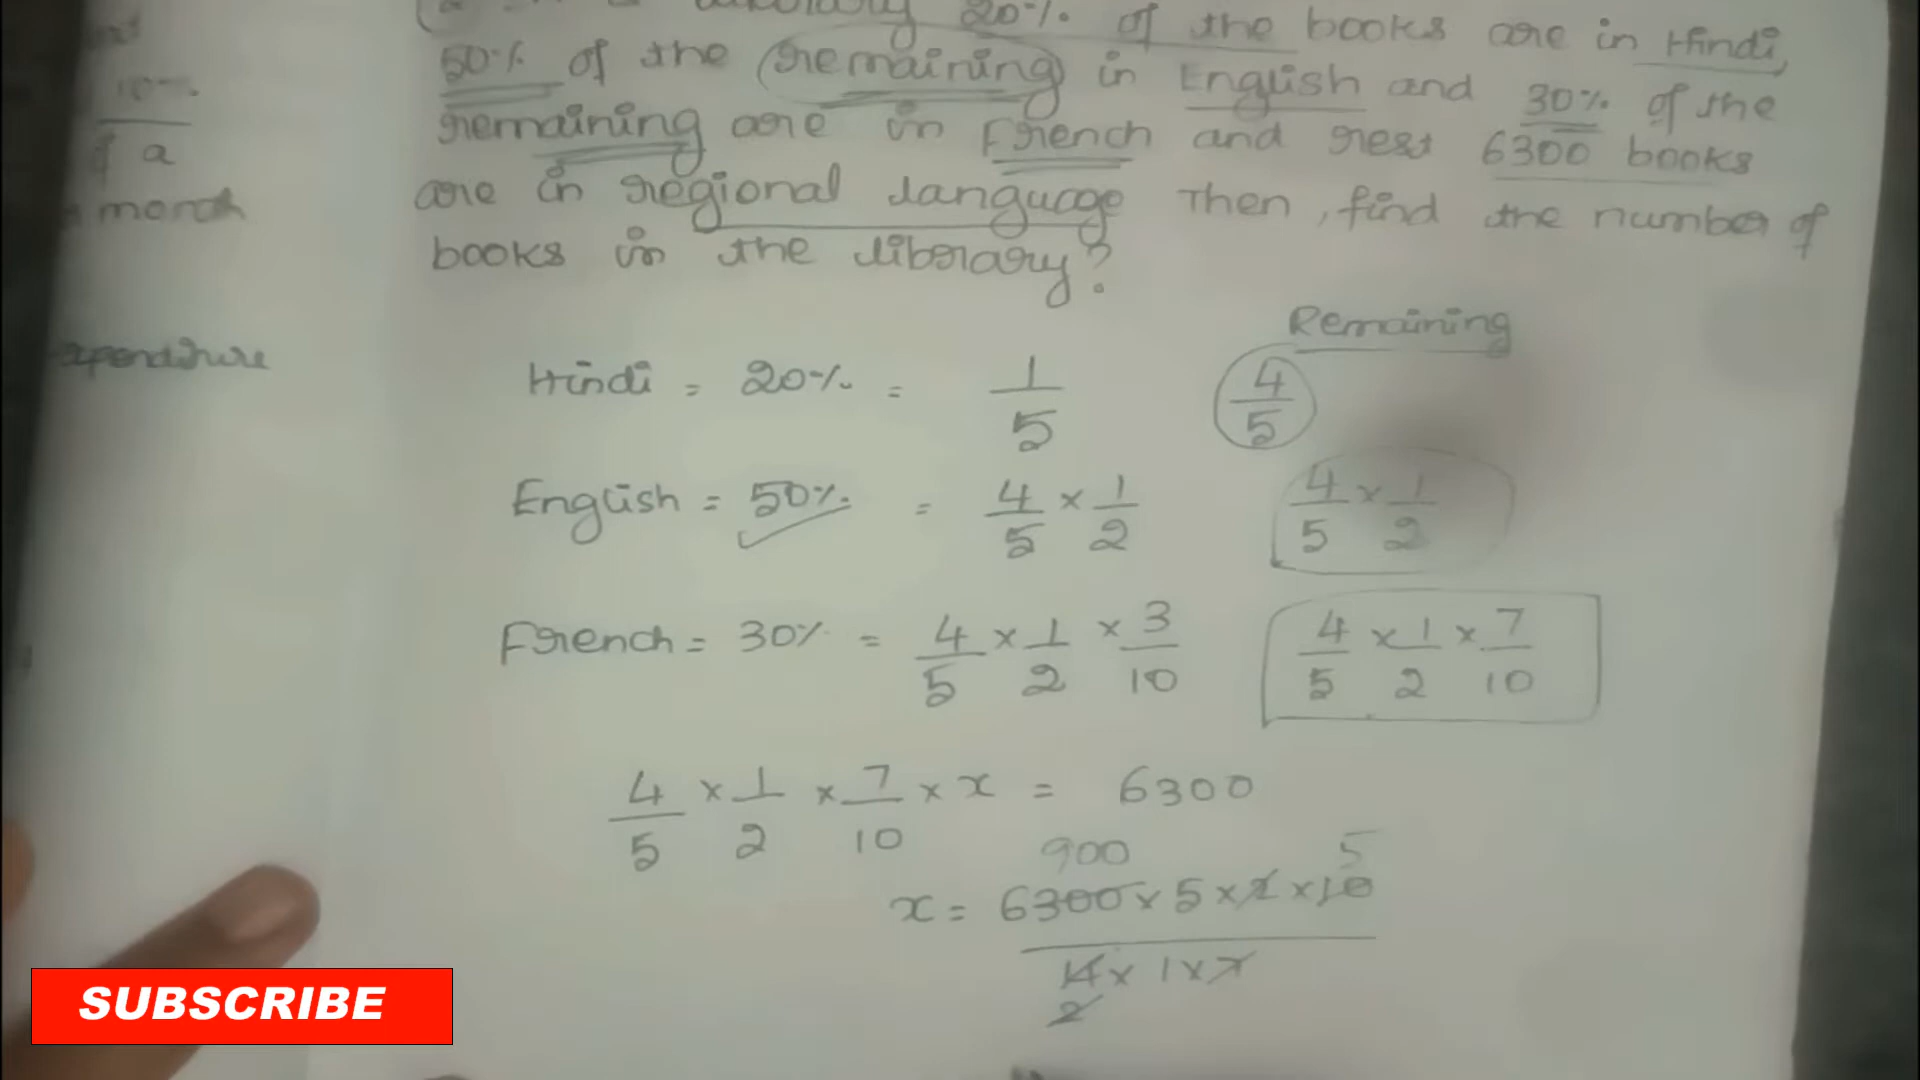 20% of the books are in Hindi,
50% of the remaining in English and 30% of the
remaining are in French and rest 6300 books
are in regional language Then, find the number of
books in the library?
10%
a
month
Remaining
Hindi = 20% = 1/5 4/5
English = 50% = 4/5 × 1/2 4/5 × 1/2
French = 30% = 4/5 × 1/2 × 3/10 4/5 × 1/2 × 7/10
4/5 × 1/2 × 7/10 × x = 6300
900 5
x = 6300 × 5 × 2 × 10
4 × 1 × 7
2
SUBSCRIBE